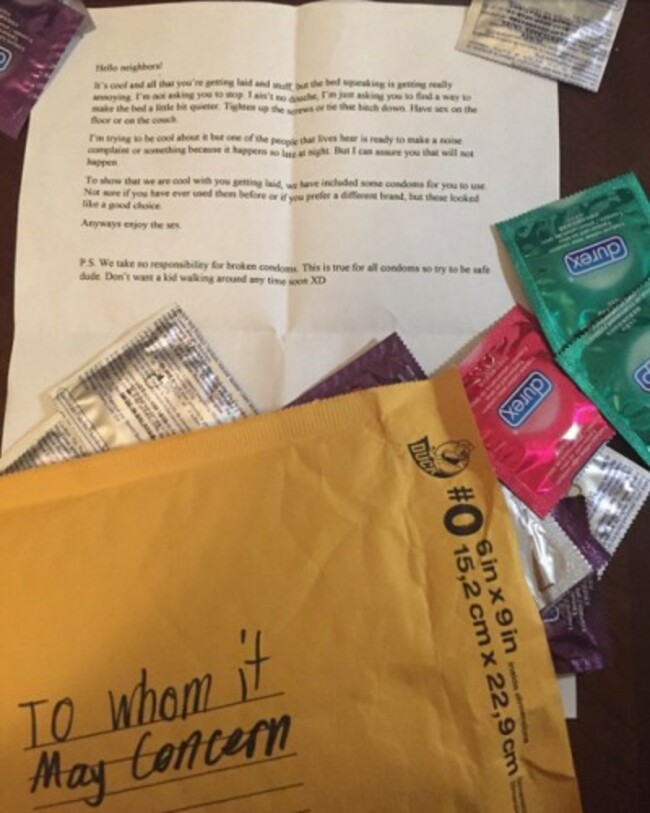 Hello neighbors!
It's cool and all that you're getting laid and stuff, but the bed squeaking is getting really
annoying. I'm not asking you to stop. I ain't no douche, I'm just asking you to find a way to
make the bed a little bit quieter. Tighten up the screws or tie that bitch down. Have sex on the
floor or on the couch.
I'm trying to be cool about it but one of the people that lives hear is ready to make a noise
complaint or something because it happens so late at night. But I can assure you that will not
happen.
To show that we are cool with you getting laid, we have included some condoms for you to use.
Not sure if you have ever used them before or if you prefer a different brand, but these looked
like a good choice.
Anyways enjoy the sex.
P.S. We take no responsibility for broken condoms. This is true for all condoms so try to be safe
dude. Don't want a kid walking around any time soon XD
durex
durex
DUCK
#0
6 in x 9 in
15,2 cm x 22,9 cm
To whom it
May Concern